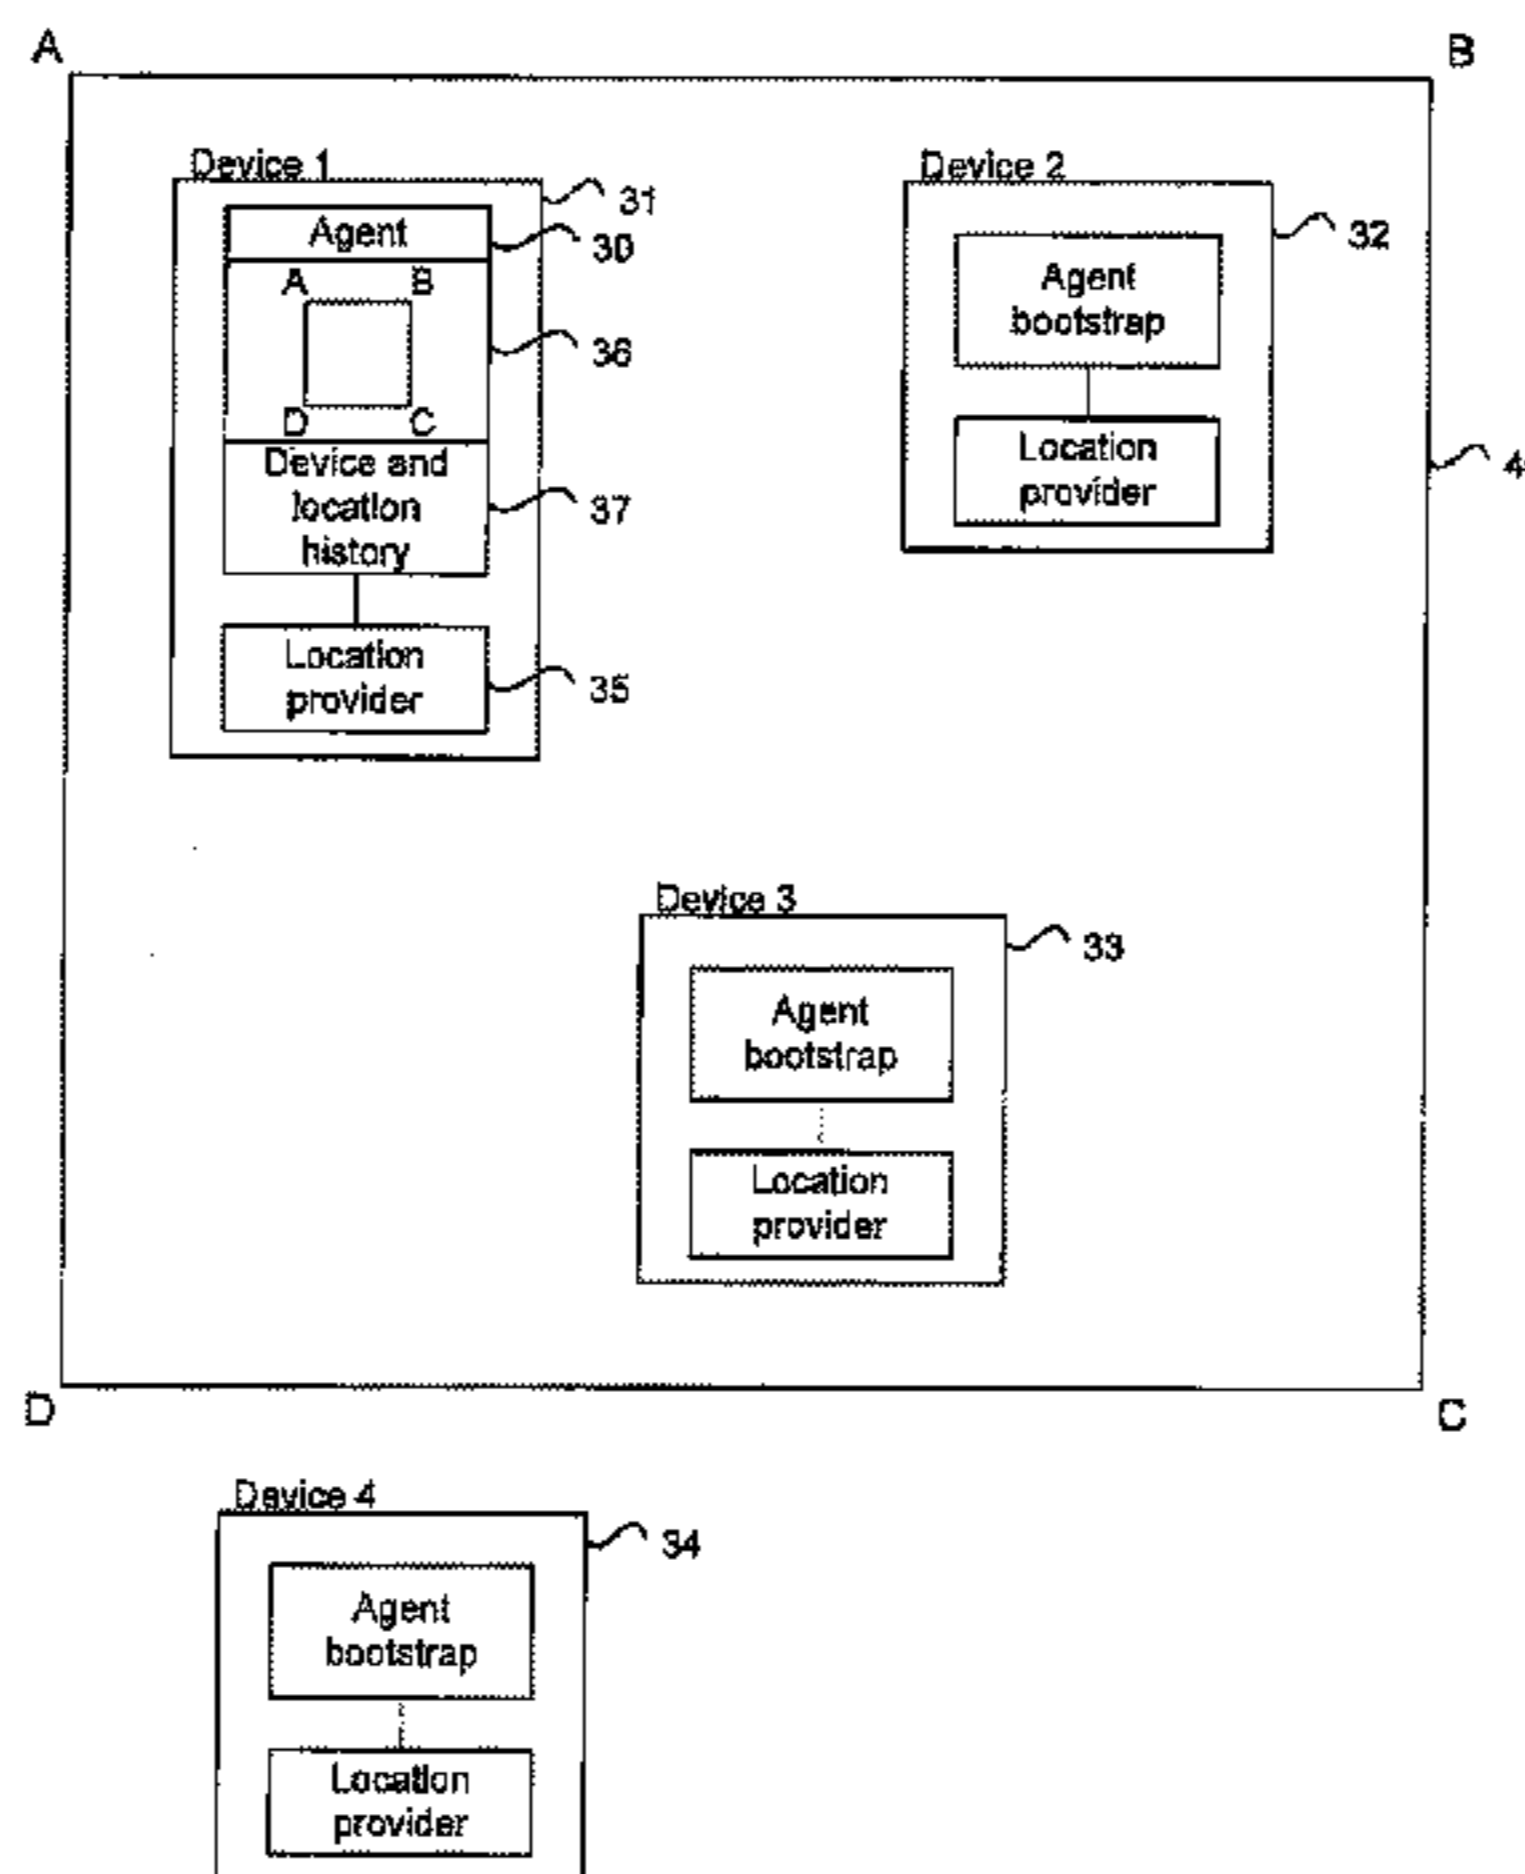 A
B
Device 1
31
Agent
30
A B
36
D C
Device and
location
history
37
Location
provider
35
Device 2
32
Agent
bootstrap
Location
provider
Device 3
33
Agent
bootstrap
Location
provider
D
C
Device 4
34
Agent
bootstrap
Location
provider